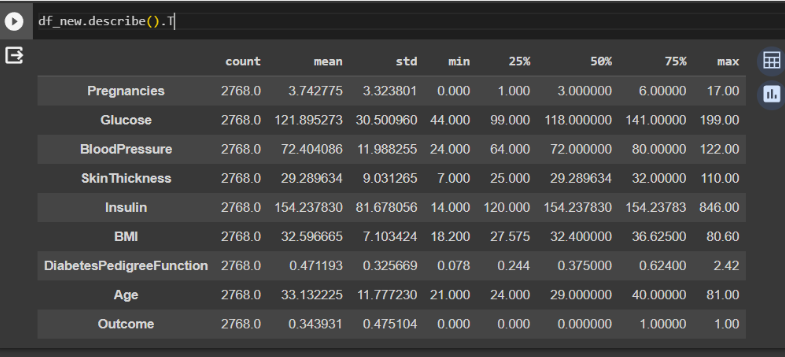 df_new.describe().T
count mean std min 25% 50% 75% max
Pregnancies 2768.0 3.742775 3.323801 0.000 1.000 3.000000 6.00000 17.00
Glucose 2768.0 121.895273 30.500960 44.000 99.000 118.000000 141.00000 199.00
BloodPressure 2768.0 72.404086 11.988255 24.000 64.000 72.000000 80.00000 122.00
SkinThickness 2768.0 29.289634 9.031265 7.000 25.000 29.289634 32.00000 110.00
Insulin 2768.0 154.237830 81.678056 14.000 120.000 154.237830 154.23783 846.00
BMI 2768.0 32.596665 7.103424 18.200 27.575 32.400000 36.62500 80.60
DiabetesPedigreeFunction 2768.0 0.471193 0.325669 0.078 0.244 0.375000 0.62400 2.42
Age 2768.0 33.132225 11.777230 21.000 24.000 29.000000 40.00000 81.00
Outcome 2768.0 0.343931 0.475104 0.000 0.000 0.000000 1.00000 1.00